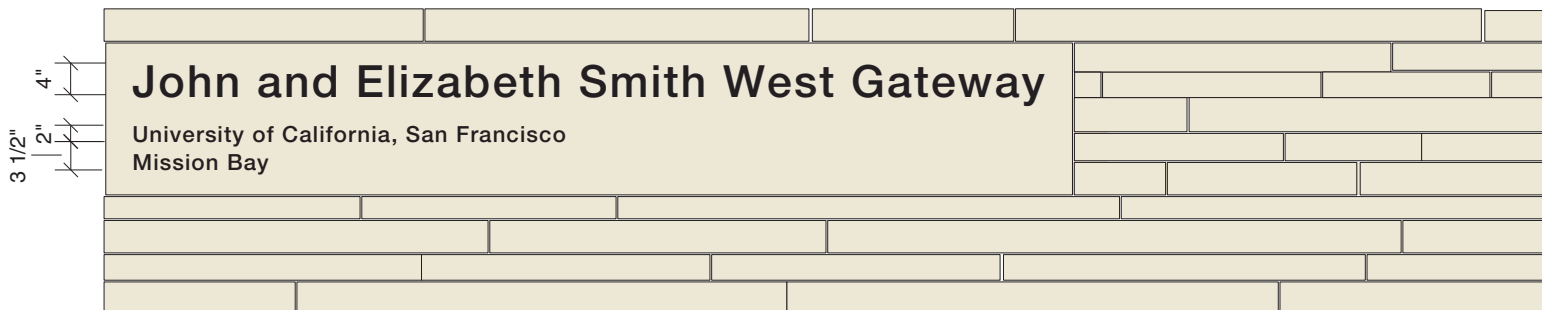 4"
John and Elizabeth Smith West Gateway
2"
University of California, San Francisco
3 1/2"
Mission Bay